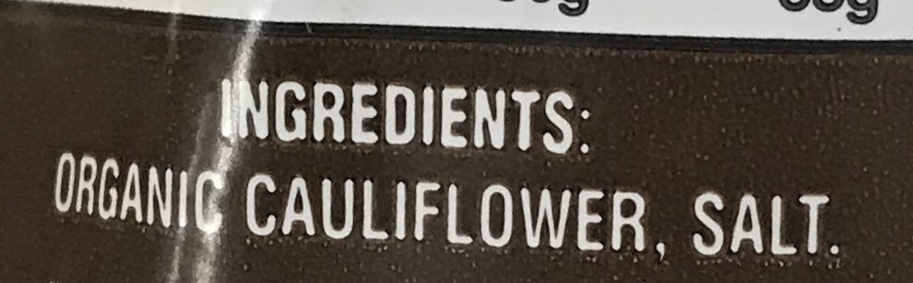 INGREDIENTS:
ORGANIC CAULIFLOWER, SALT.